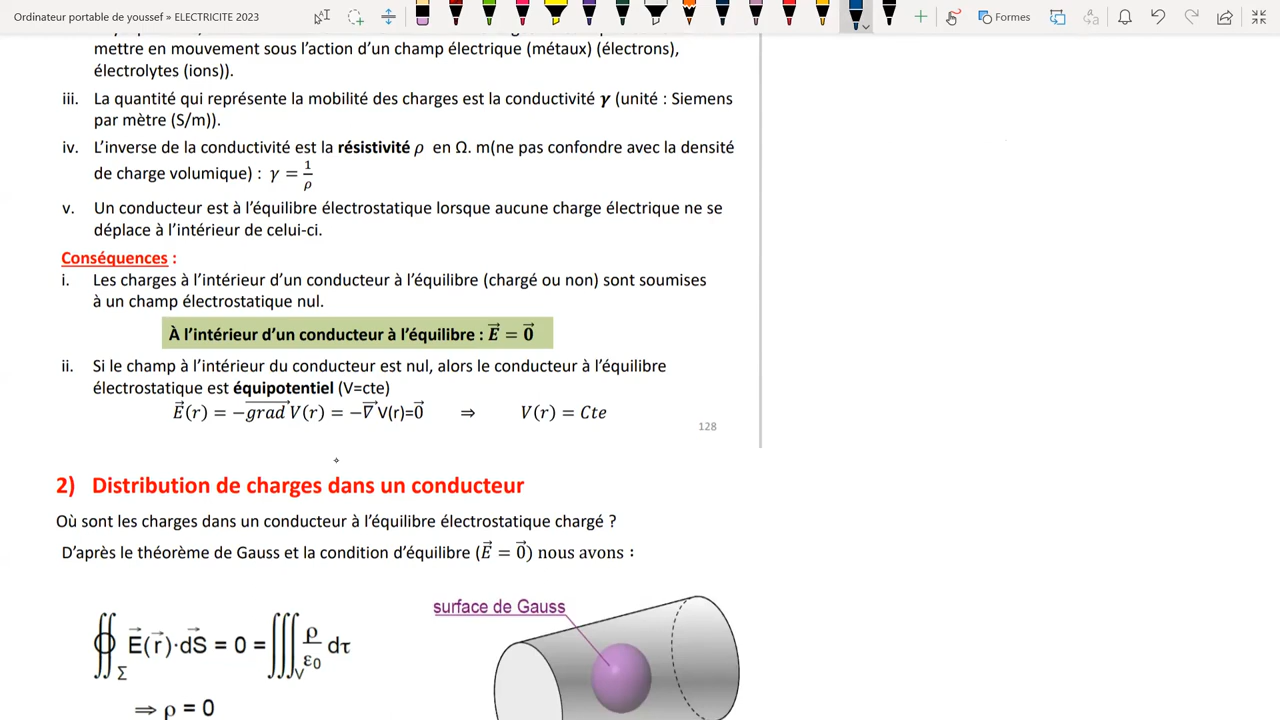 Ordinateur portable de youssef » ELECTRICITE 2023
Formes
mettre en mouvement sous l'action d'un champ électrique (métaux) (électrons),
électrolytes (ions)).
iii. La quantité qui représente la mobilité des charges est la conductivité γ (unité : Siemens
par mètre (S/m)).
iv. L'inverse de la conductivité est la résistivité ρ en Ω. m(ne pas confondre avec la densité
de charge volumique) : γ = 1/ρ
v. Un conducteur est à l'équilibre électrostatique lorsque aucune charge électrique ne se
déplace à l'intérieur de celui-ci.
Conséquences :
i. Les charges à l'intérieur d'un conducteur à l'équilibre (chargé ou non) sont soumises
à un champ électrostatique nul.
À l'intérieur d'un conducteur à l'équilibre : E⃗ = 0⃗
ii. Si le champ à l'intérieur du conducteur est nul, alors le conducteur à l'équilibre
électrostatique est équipotentiel (V=cte)
E⃗(r) = −grad⃗ V(r) = −∇⃗ V(r)=0⃗ ⇒ V(r) = Cte
128
2) Distribution de charges dans un conducteur
Où sont les charges dans un conducteur à l'équilibre électrostatique chargé ?
D'après le théorème de Gauss et la condition d'équilibre (E⃗ = 0⃗) nous avons :
surface de Gauss
∯_Σ E⃗(r⃗)·dS⃗ = 0 = ∭_V ρ/ε₀ dτ
⇒ ρ = 0